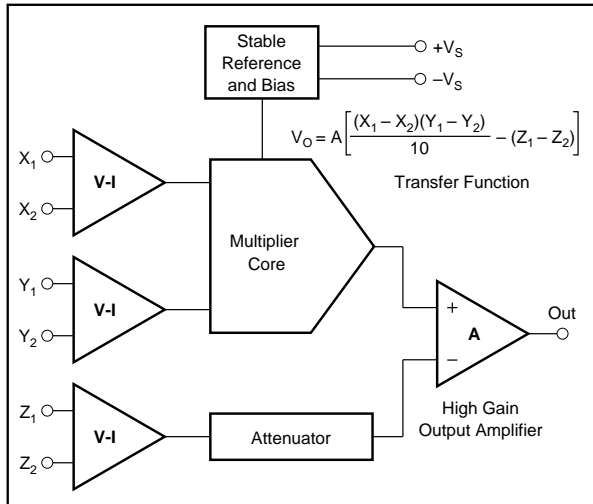 Stable
Reference
and Bias
+V_S
–V_S
V_O = A[(X_1 – X_2)(Y_1 – Y_2)/10 – (Z_1 – Z_2)]
Transfer Function
X_1
X_2
V-I
Multiplier
Core
Y_1
Y_2
V-I
+
–
A
Out
High Gain
Output Amplifier
Z_1
Z_2
V-I
Attenuator